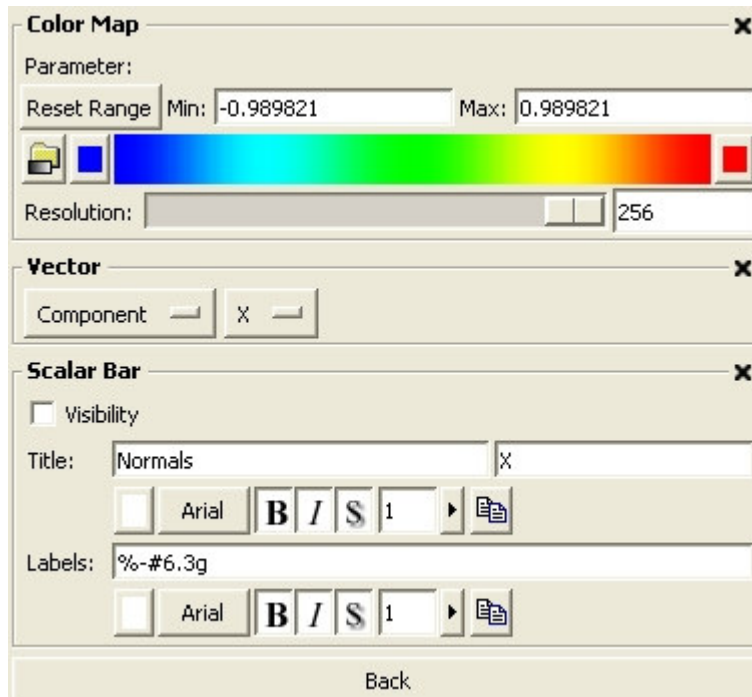 Color Map
Parameter:
Reset Range Min: -0.989821 Max: 0.989821
Resolution: 256
Vector
Component X
Scalar Bar
Visibility
Title: Normals X
Arial B I S 1
Labels: %-#6.3g
Arial B I S 1
Back